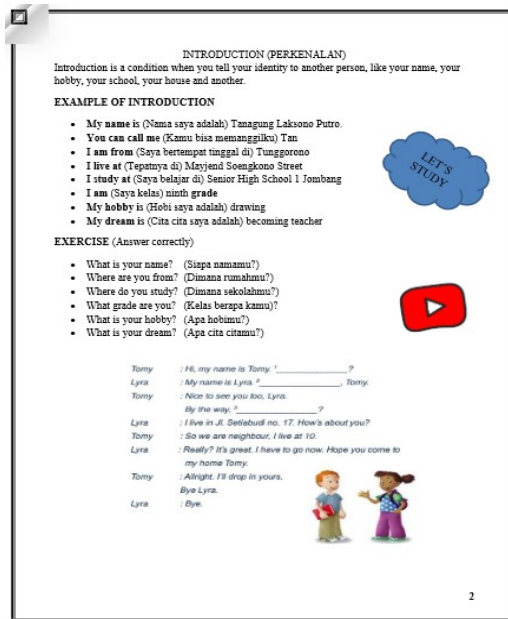 INTRODUCTION (PERKENALAN)
Introduction is a condition when you tell your identity to another person, like your name, your
hobby, your school, your house and another.
EXAMPLE OF INTRODUCTION
• My name is (Nama saya adalah) Tanagung Laksono Putro.
• You can call me (Kamu bisa memanggilku) Tan
• I am from (Saya bertempat tinggal di) Tunggorono
• I live at (Tepatnya di) Mayjend Soengkono Street
• I study at (Saya belajar di) Senior High School 1 Jombang
• I am (Saya kelas) ninth grade
• My hobby is (Hobi saya adalah) drawing
• My dream is (Cita cita saya adalah) becoming teacher
LET'S
STUDY
EXERCISE (Answer correctly)
• What is your name? (Siapa namamu?)
• Where are you from? (Dimana rumahmu?)
• Where do you study? (Dimana sekolahmu?)
• What grade are you? (Kelas berapa kamu)?
• What is your hobby? (Apa hobimu?)
• What is your dream? (Apa cita citamu?)
Tomy : Hi, my name is Tomy. 1______________?
Lyra : My name is Lyra. 2________________, Tomy.
Tomy : Nice to see you too, Lyra.
By the way, 3________________?
Lyra : I live in Jl. Setiabudi no. 17. How's about you?
Tomy : So we are neighbour, I live at 10.
Lyra : Really? It's great. I have to go now. Hope you come to
my home Tomy.
Tomy : Allright. I'll drop in yours.
Bye Lyra.
Lyra : Bye.
2